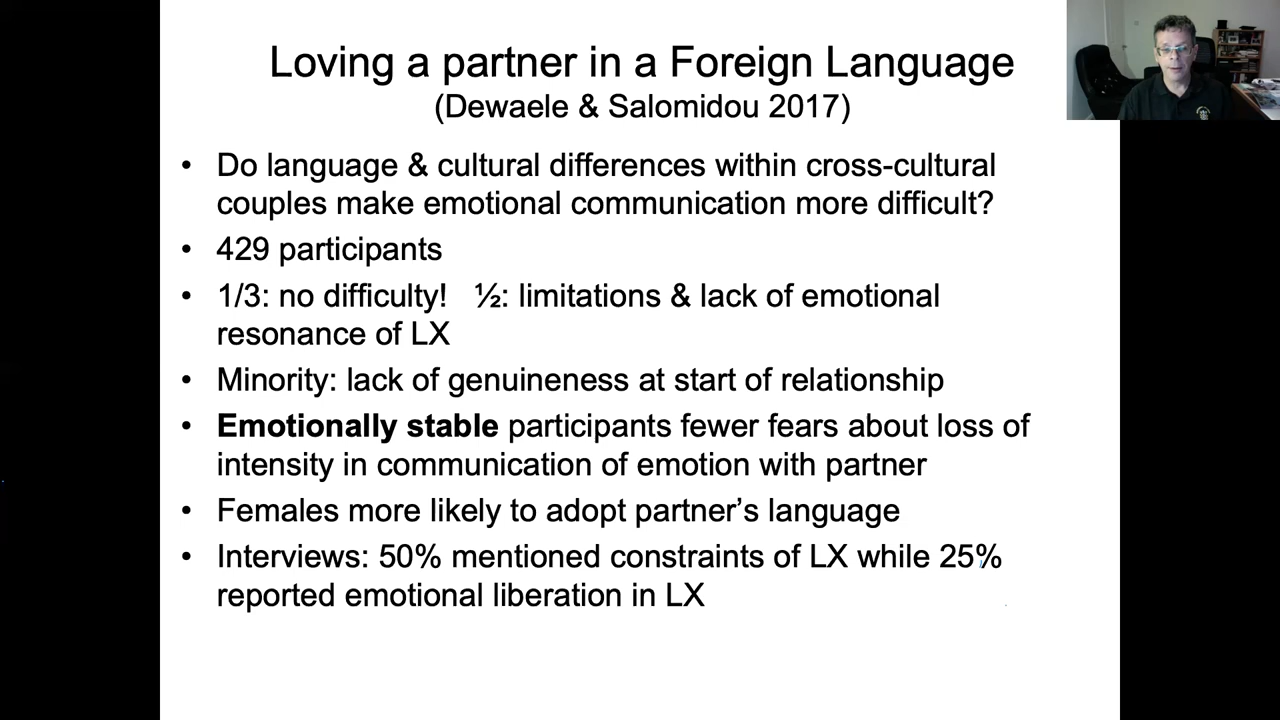 Loving a partner in a Foreign Language
(Dewaele & Salomidou 2017)
• Do language & cultural differences within cross-cultural
couples make emotional communication more difficult?
• 429 participants
• 1/3: no difficulty! ½: limitations & lack of emotional
resonance of LX
• Minority: lack of genuineness at start of relationship
• Emotionally stable participants fewer fears about loss of
intensity in communication of emotion with partner
• Females more likely to adopt partner’s language
• Interviews: 50% mentioned constraints of LX while 25%
reported emotional liberation in LX